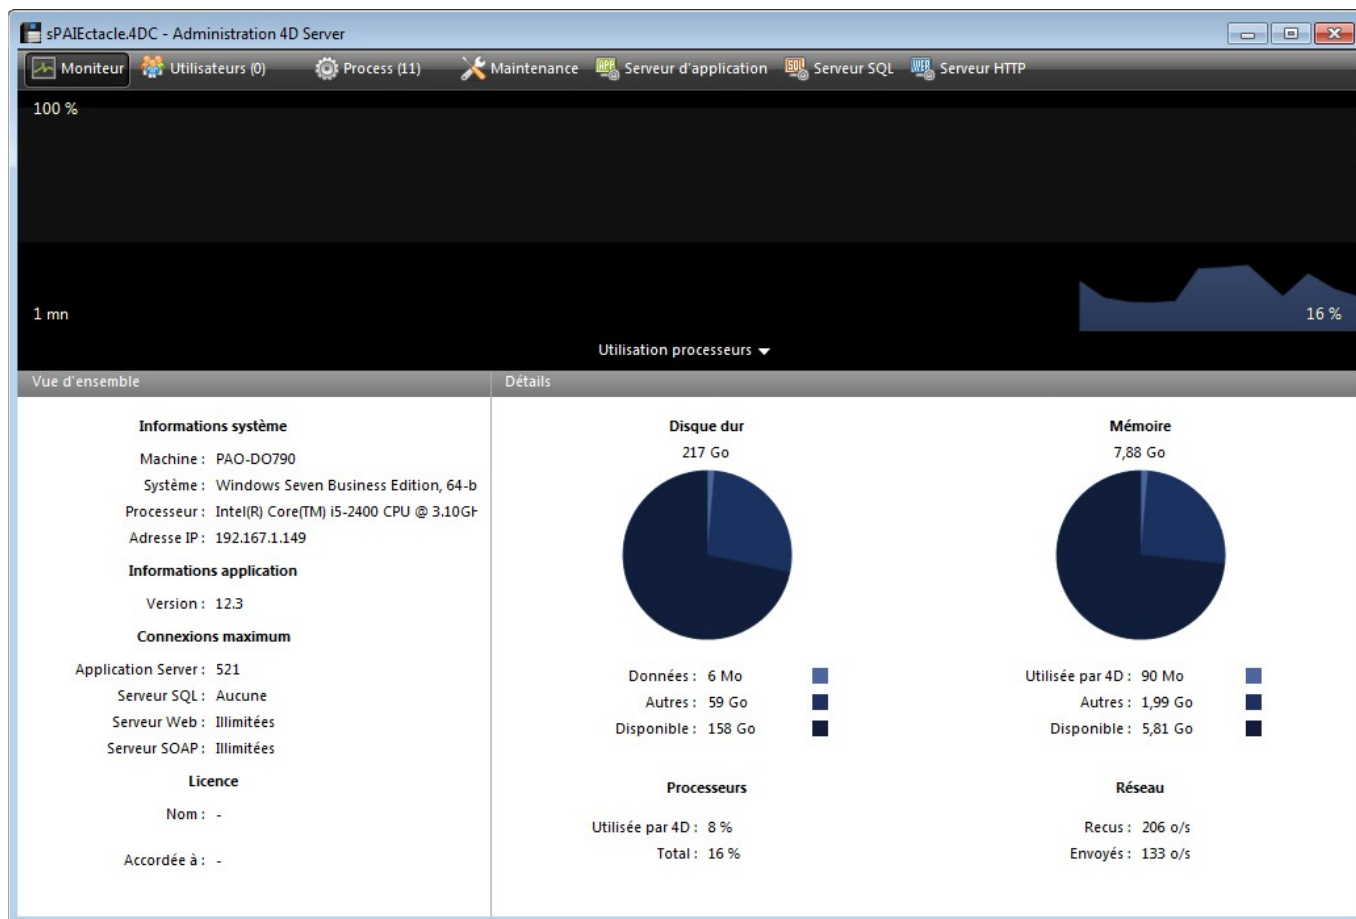 sPAIEctacle.4DC - Administration 4D Server
Moniteur Utilisateurs (0) Process (11) Maintenance Serveur d'application Serveur SQL Serveur HTTP
100 %
1 mn
16 %
Utilisation processeurs
Vue d'ensemble
Informations système
Machine : PAO-DO790
Système : Windows Seven Business Edition, 64-b
Processeur : Intel(R) Core(TM) i5-2400 CPU @ 3.10GH
Adresse IP : 192.167.1.149
Informations application
Version : 12.3
Connexions maximum
Application Server : 521
Serveur SQL : Aucune
Serveur Web : Illimitées
Serveur SOAP : Illimitées
Licence
Nom : -
Accordée à : -
Détails
Disque dur
217 Go
Données : 6 Mo
Autres : 59 Go
Disponible : 158 Go
Mémoire
7,88 Go
Utilisée par 4D : 90 Mo
Autres : 1,99 Go
Disponible : 5,81 Go
Processeurs
Utilisée par 4D : 8 %
Total : 16 %
Réseau
Recus : 206 o/s
Envoyés : 133 o/s